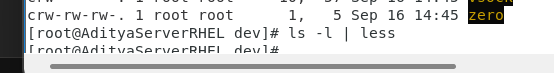 crw-rw-rw-. 1 root root 1, 5 Sep 16 14:45 zero
[root@AdityaServerRHEL dev]# ls -l | less
[root@AdityaServerRHEL dev]#